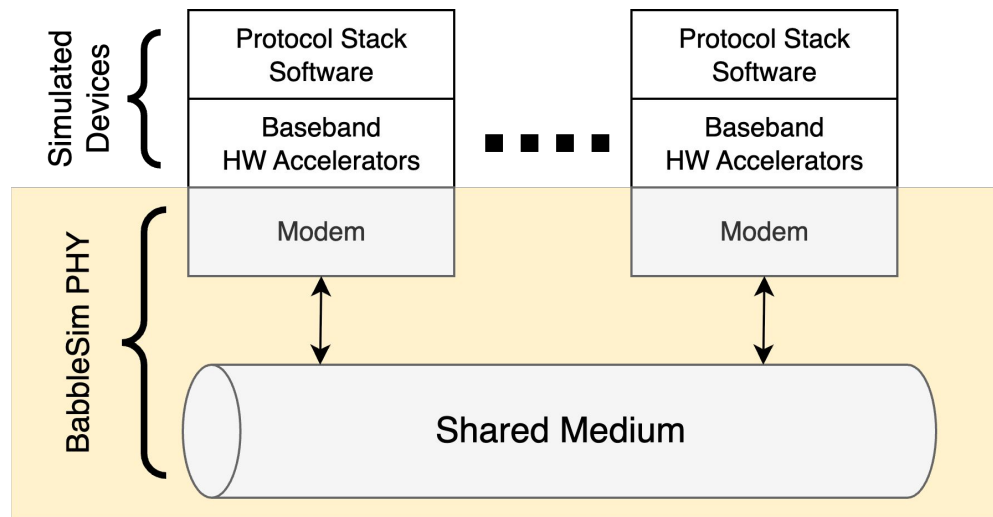 Simulated
Devices
Protocol Stack
Software
Baseband
HW Accelerators
Modem
Protocol Stack
Software
Baseband
HW Accelerators
Modem
BabbleSim PHY
Shared Medium